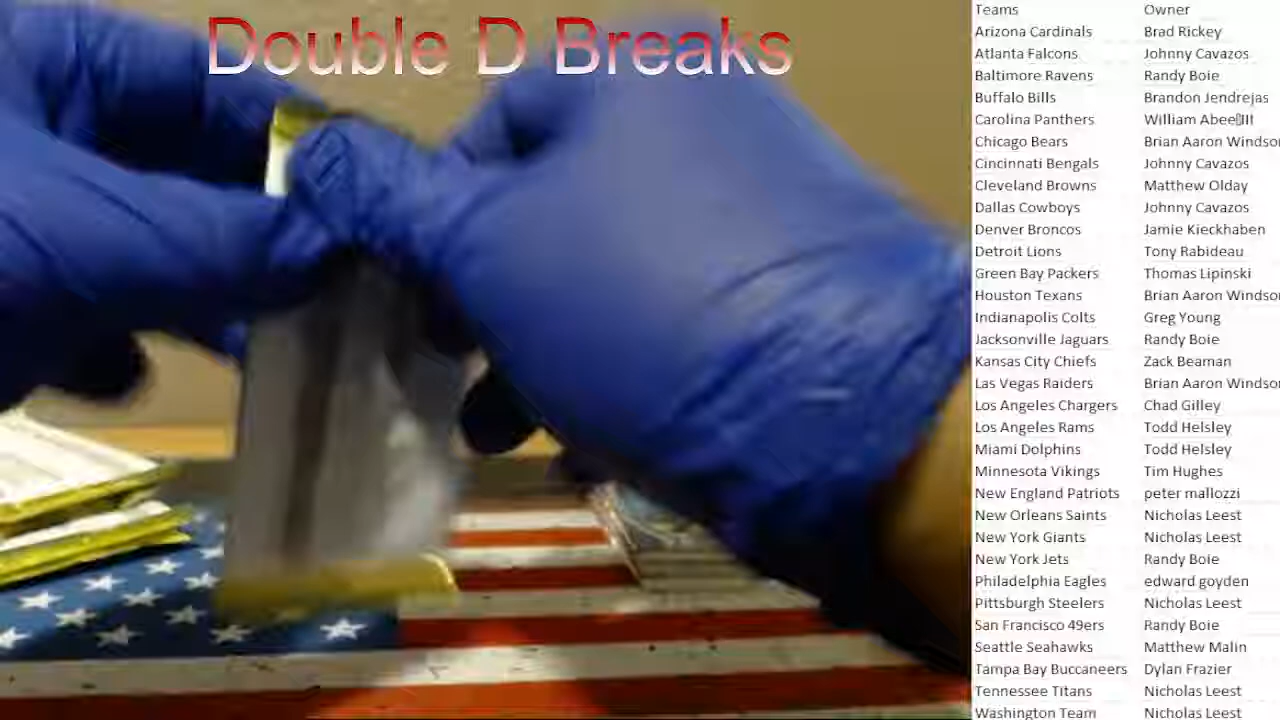 Double D Breaks
Teams Owner
Arizona Cardinals Brad Rickey
Atlanta Falcons Johnny Cavazos
Baltimore Ravens Randy Boie
Buffalo Bills Brandon Jendrejas
Carolina Panthers William Abee▯III
Chicago Bears Brian Aaron Windso
Cincinnati Bengals Johnny Cavazos
Cleveland Browns Matthew Olday
Dallas Cowboys Johnny Cavazos
Denver Broncos Jamie Kieckhaben
Detroit Lions Tony Rabideau
Green Bay Packers Thomas Lipinski
Houston Texans Brian Aaron Windso
Indianapolis Colts Greg Young
Jacksonville Jaguars Randy Boie
Kansas City Chiefs Zack Beaman
Las Vegas Raiders Brian Aaron Windso
Los Angeles Chargers Chad Gilley
Los Angeles Rams Todd Helsley
Miami Dolphins Todd Helsley
Minnesota Vikings Tim Hughes
New England Patriots peter mallozzi
New Orleans Saints Nicholas Leest
New York Giants Nicholas Leest
New York Jets Randy Boie
Philadelphia Eagles edward goyden
Pittsburgh Steelers Nicholas Leest
San Francisco 49ers Randy Boie
Seattle Seahawks Matthew Malin
Tampa Bay Buccaneers Dylan Frazier
Tennessee Titans Nicholas Leest
Washington Team Nicholas Leest